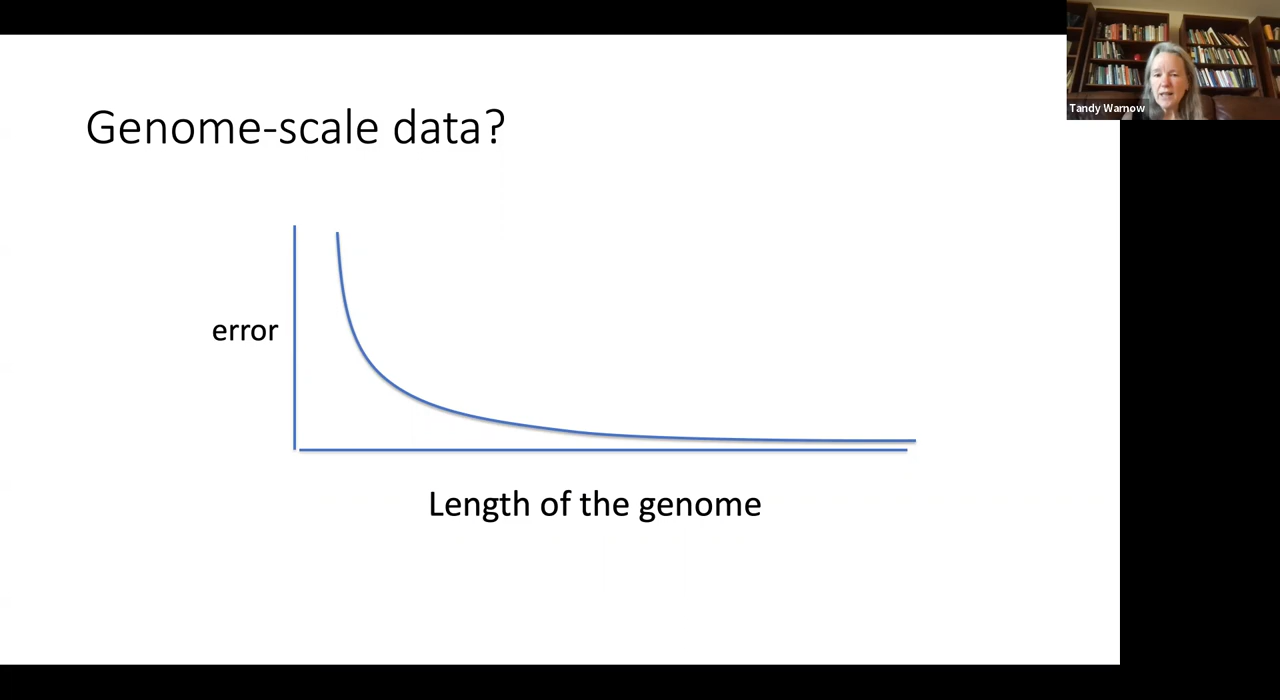 Tandy Warnow
Genome-scale data?
error
Length of the genome